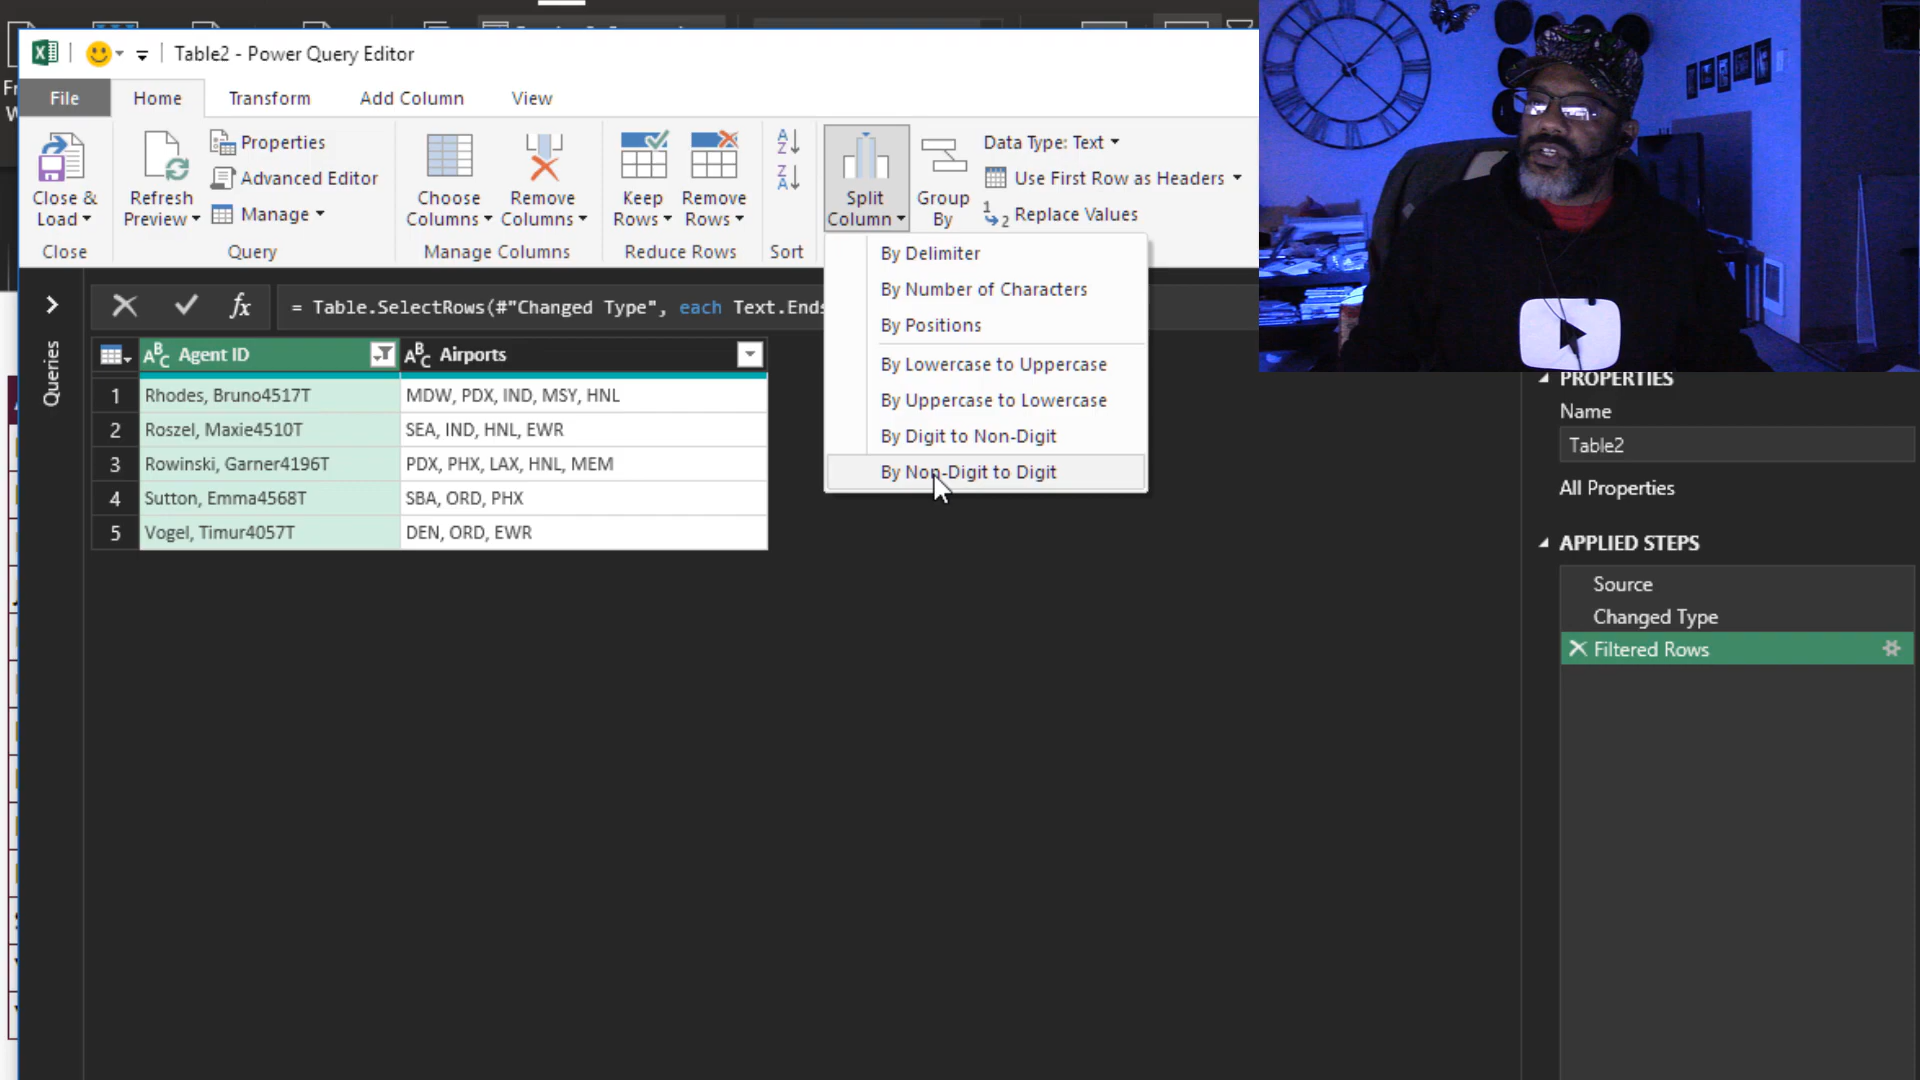 Table2 - Power Query Editor
File Home Transform Add Column View
Close & Load
Refresh Preview
Properties
Advanced Editor
Manage
Choose Columns
Remove Columns
Keep Rows
Remove Rows
Split Column
Group By
Data Type: Text
Use First Row as Headers
Replace Values
Close Query Manage Columns Reduce Rows Sort
By Delimiter
By Number of Characters
By Positions
By Lowercase to Uppercase
By Uppercase to Lowercase
By Digit to Non-Digit
By Non-Digit to Digit
= Table.SelectRows(#"Changed Type", each Text.Ends
Queries
Agent ID Airports
1 Rhodes, Bruno4517T MDW, PDX, IND, MSY, HNL
2 Roszel, Maxie4510T SEA, IND, HNL, EWR
3 Rowinski, Garner4196T PDX, PHX, LAX, HNL, MEM
4 Sutton, Emma4568T SBA, ORD, PHX
5 Vogel, Timur4057T DEN, ORD, EWR
PROPERTIES
Name
Table2
All Properties
APPLIED STEPS
Source
Changed Type
Filtered Rows